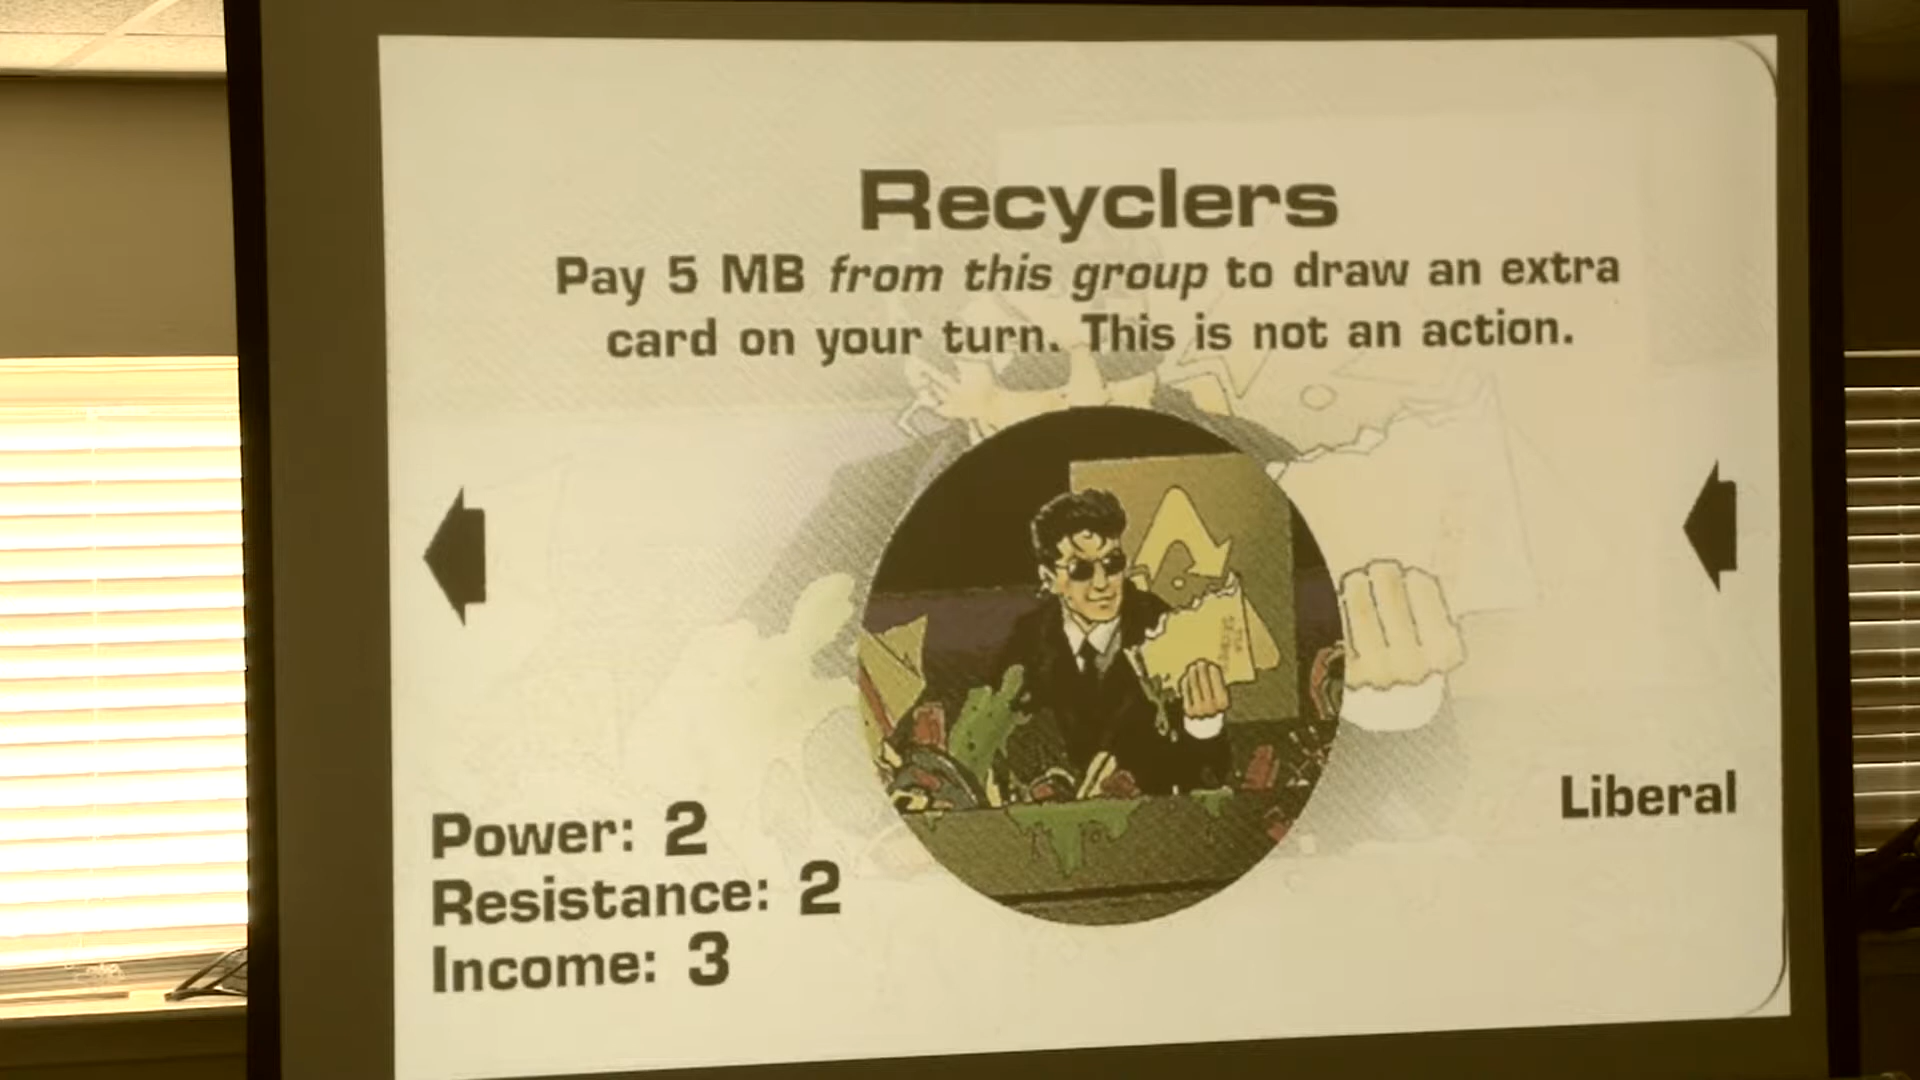 Recyclers
Pay 5 MB from this group to draw an extra
card on your turn. This is not an action.
Liberal
Power: 2
Resistance: 2
Income: 3